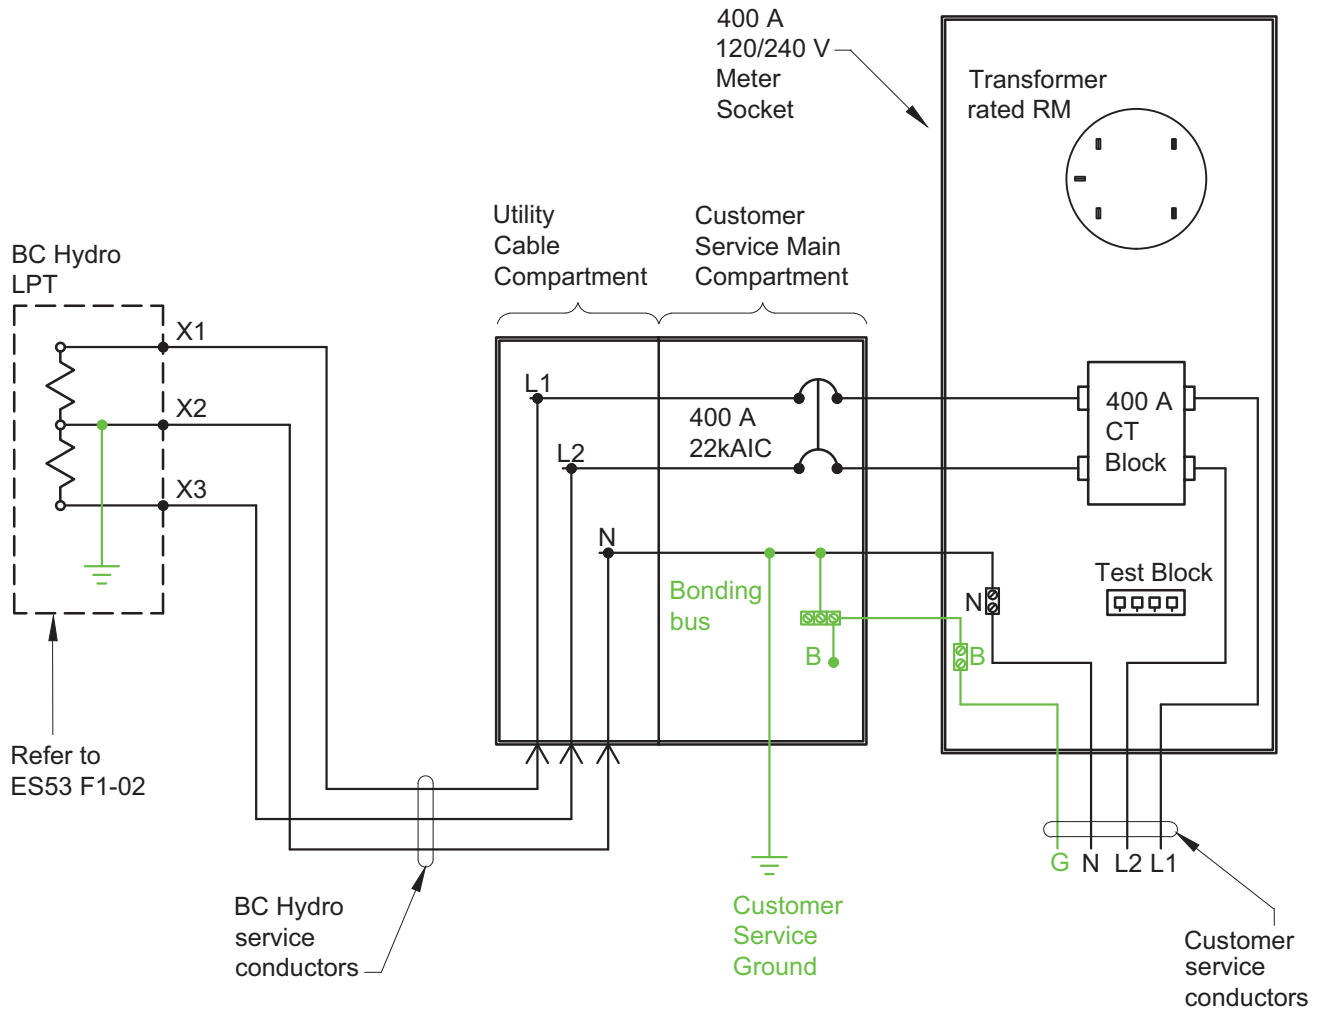 400 A
120/240 V
Meter
Socket
Transformer
rated RM
Utility
Cable
Compartment
Customer
Service Main
Compartment
BC Hydro
LPT
X1
X2
X3
L1
L2
N
400 A
22kAIC
400 A
CT
Block
Bonding
bus
B
N
B
Test Block
Refer to
ES53 F1-02
BC Hydro
service
conductors
Customer
Service
Ground
G N L2 L1
Customer
service
conductors